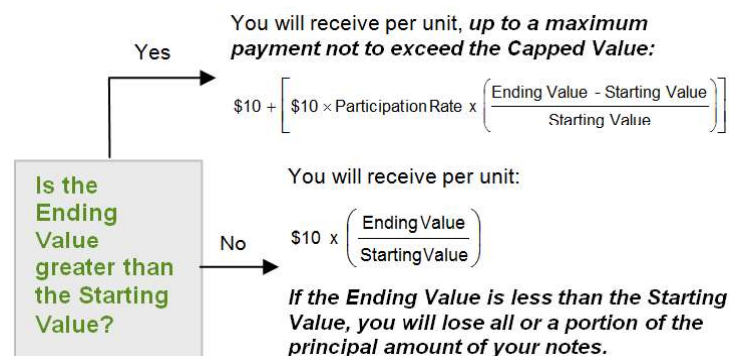 You will receive per unit, up to a maximum
payment not to exceed the Capped Value:
Yes
$10 + [ $10 × Participation Rate x ( Ending Value - Starting Value / Starting Value ) ]
Is the
Ending
Value
greater than
the Starting
Value?
No
You will receive per unit:
$10 x ( Ending Value / Starting Value )
If the Ending Value is less than the Starting
Value, you will lose all or a portion of the
principal amount of your notes.